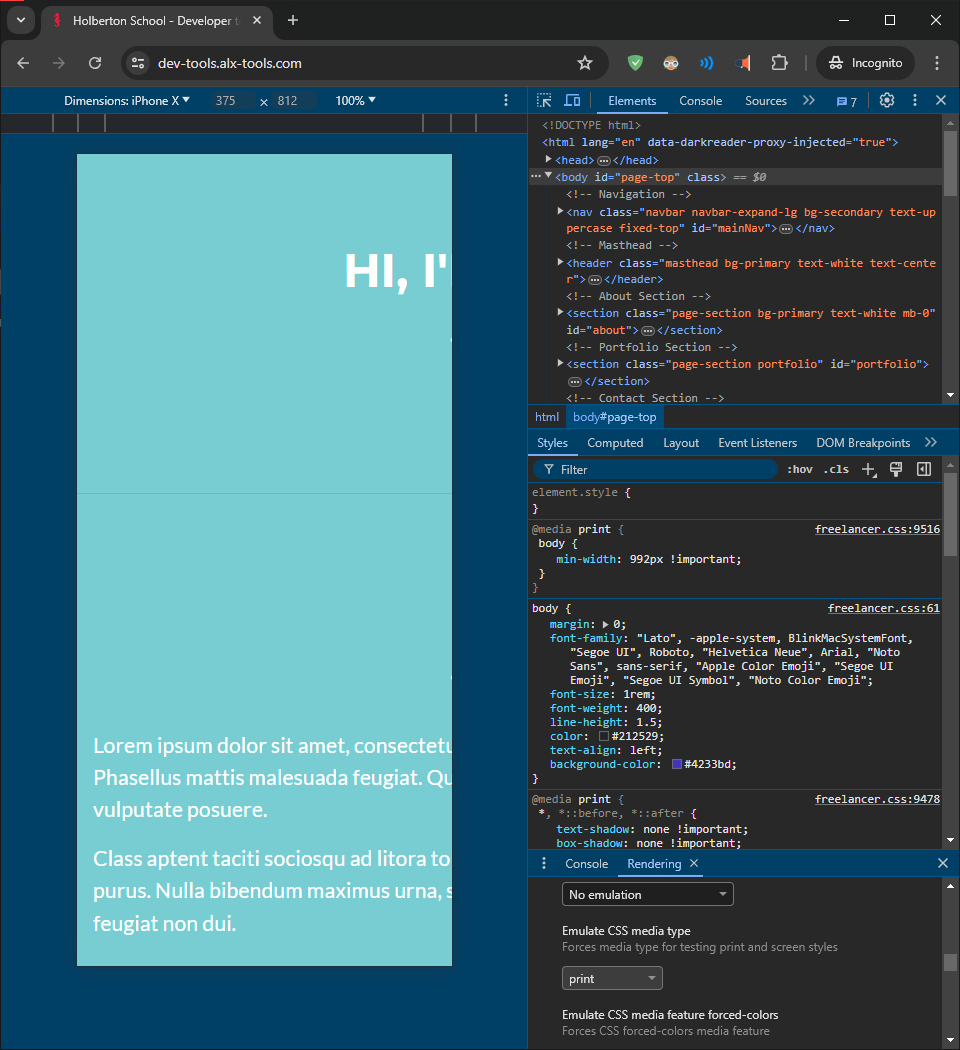 Holberton School - Developer t
dev-tools.alx-tools.com
Incognito
Dimensions: iPhone X
375
×
812
100%
Elements
Console
Sources
7
<!DOCTYPE html>
<html lang="en" data-darkreader-proxy-injected="true">
<head> … </head>
<body id="page-top" class> == $0
<!-- Navigation -->
<nav class="navbar navbar-expand-lg bg-secondary text-up
percase fixed-top" id="mainNav"> … </nav>
<!-- Masthead -->
<header class="masthead bg-primary text-white text-cente
r"> … </header>
<!-- About Section -->
<section class="page-section bg-primary text-white mb-0"
id="about"> … </section>
<!-- Portfolio Section -->
<section class="page-section portfolio" id="portfolio">
… </section>
<!-- Contact Section -->
html
body#page-top
Styles
Computed
Layout
Event Listeners
DOM Breakpoints
Filter
:hov
.cls
element.style {
}
@media print {
freelancer.css:9516
body {
min-width: 992px !important;
}
}
body {
freelancer.css:61
margin: 0;
font-family: "Lato", -apple-system, BlinkMacSystemFont,
"Segoe UI", Roboto, "Helvetica Neue", Arial, "Noto
Sans", sans-serif, "Apple Color Emoji", "Segoe UI
Emoji", "Segoe UI Symbol", "Noto Color Emoji";
font-size: 1rem;
font-weight: 400;
line-height: 1.5;
color: #212529;
text-align: left;
background-color: #4233bd;
}
@media print {
freelancer.css:9478
*, *::before, *::after {
text-shadow: none !important;
box-shadow: none !important;
Console
Rendering
No emulation
Emulate CSS media type
Forces media type for testing print and screen styles
print
Emulate CSS media feature forced-colors
Forces CSS forced-colors media feature
HI, I'
Lorem ipsum dolor sit amet, consectetu
Phasellus mattis malesuada feugiat. Qu
vulputate posuere.
Class aptent taciti sociosqu ad litora to
purus. Nulla bibendum maximus urna, s
feugiat non dui.